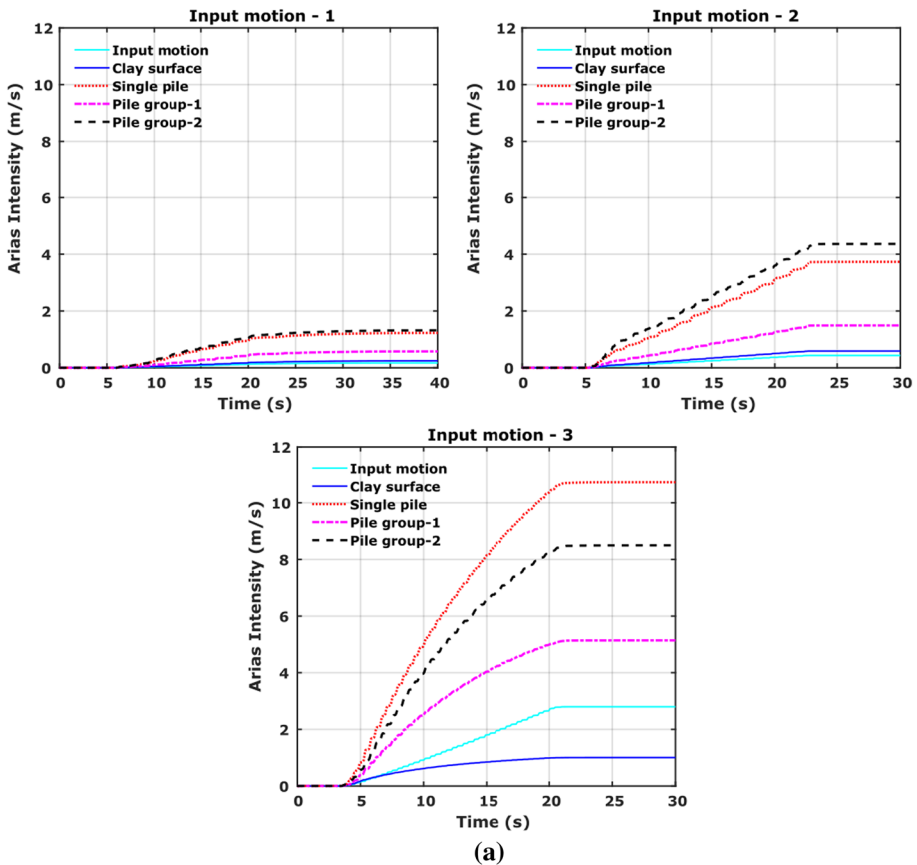 Input motion - 1
12
10
8
6
4
2
0
Arias Intensity (m/s)
Input motion
Clay surface
Single pile
Pile group-1
Pile group-2
0 5 10 15 20 25 30 35 40
Time (s)
Input motion - 2
12
10
8
6
4
2
0
Arias Intensity (m/s)
Input motion
Clay surface
Single pile
Pile group-1
Pile group-2
0 5 10 15 20 25 30
Time (s)
Input motion - 3
12
10
8
6
4
2
0
Arias Intensity (m/s)
Input motion
Clay surface
Single pile
Pile group-1
Pile group-2
0 5 10 15 20 25 30
Time (s)
(a)